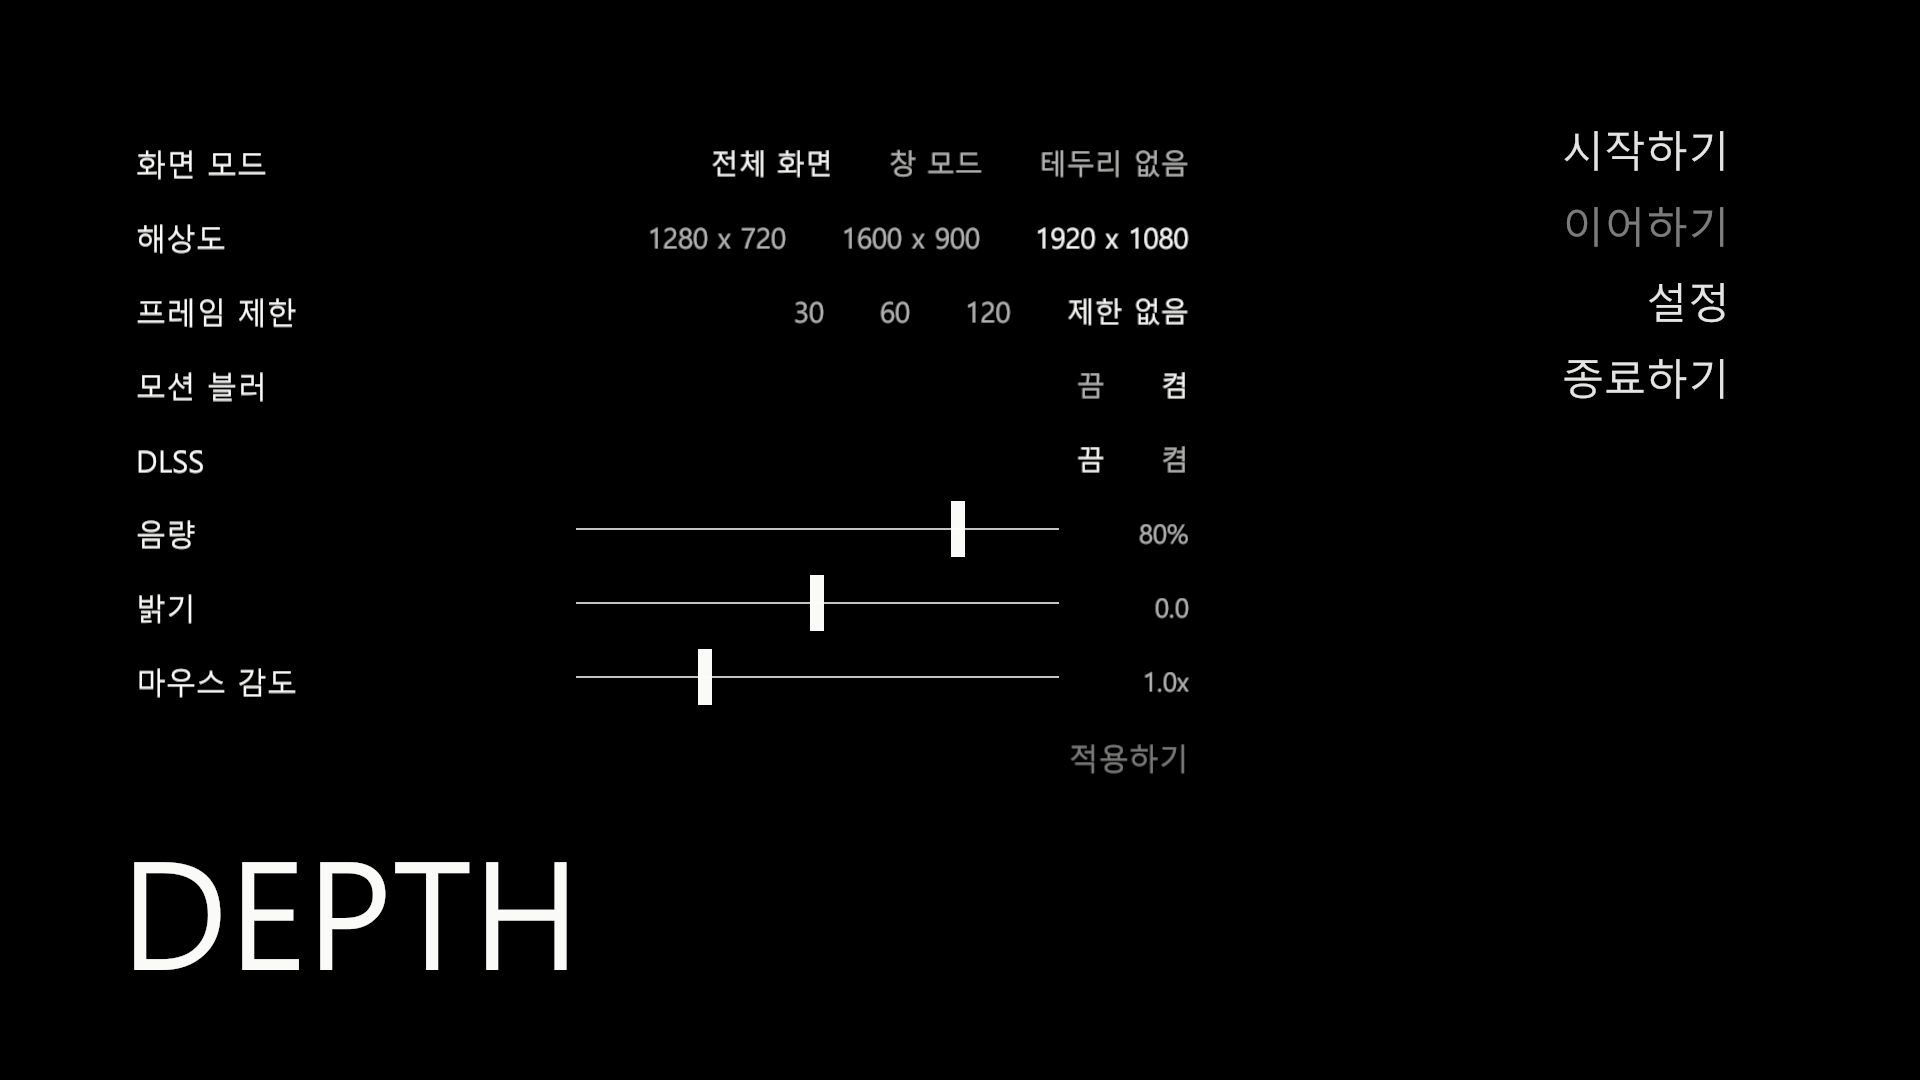 화면 모드 전체 화면 창 모드 테두리 없음
해상도 1280 x 720 1600 x 900 1920 x 1080
프레임 제한 30 60 120 제한 없음
모션 블러 끔 켬
DLSS 끔 켬
음량 80%
밝기 0.0
마우스 감도 1.0x
적용하기
시작하기
이어하기
설정
종료하기
DEPTH